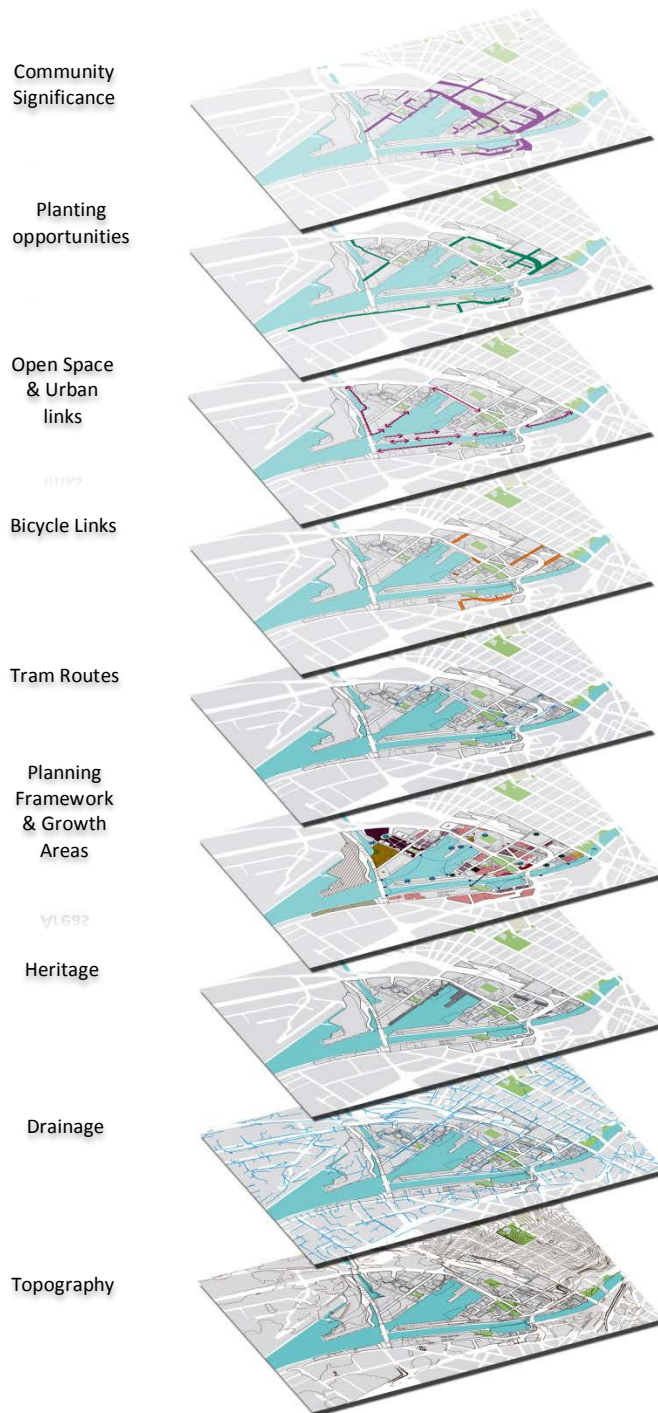 Community
Significance
Planting
opportunities
Open Space
& Urban
links
Bicycle Links
Tram Routes
Planning
Framework
& Growth
Areas
Heritage
Drainage
Topography